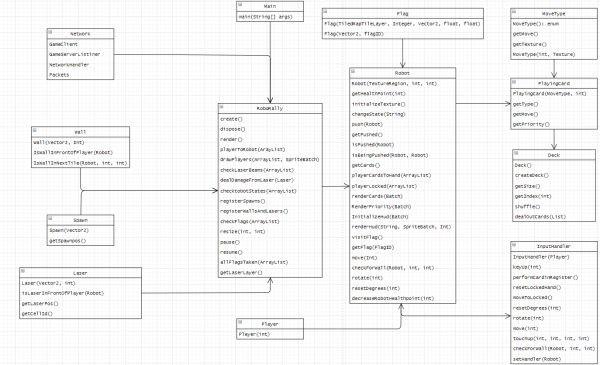 Main
main(String[] args)
Network
GameClient
GameServerListiner
NetworkHandler
Packets
Flag
Flag(TiledMapTileLayer, Integer, Vector2, float, float)
Flag(Vector2, flagID)
MoveType
MoveType(): enum
getMove()
getTexture()
MoveType(int, Texture)
PlayingCard
PlayingCard(MoveType, int)
getType()
getMove()
getPriority()
Deck
Deck()
createDeck()
getSize()
getIndex(int)
shuffle()
dealOutCards(List)
Wall
Wall(Vector2, Int)
IsWallInFrontOfPlayer(Robot)
IsWallInNextTile(Robot, int, int)
Spawn
Spawn(Vector2)
getSpawnpos()
Laser
Laser(Vector2, int)
isLaserInFrontOfPlayer(Robot)
getLaserPos()
getCellId()
RoboRally
create()
dispose()
render()
playerToRobot(ArrayList)
drawPlayers(ArrayList, SpriteBatch)
checkLaserBeams(ArrayList)
dealDamageFromLaser(Laser)
checkRobotStates(ArrayList)
registerSpawns()
registerWallsAndLasers()
checkFlags(ArrayList)
resize(int, int)
pause()
resume()
allFlagsTaken(ArrayList)
getLaserLayer()
Robot
Robot(TextureRegion, int, int)
getHealthPoint(int)
initializeTexture()
changeState(String)
push(Robot)
getPushed()
isPushed(Robot)
isBeingPushed(Robot, Robot)
getCards()
playerCardsToHand(ArrayList)
playerLocked(ArrayList)
renderCards(Batch)
RenderPriority(Batch)
InitializeHud(Batch)
renderHud(String, SpriteBatch, Int)
visitFlag()
getFlag(FlagID)
move(Int)
checkForWall(Robot, int, int)
rotate(int)
resetDegrees(int)
decreaseRobotHealthpoint(int)
Player
Player(int)
InputHandler
InputHandler(Player)
keyUp(int)
performCardinRegister()
resetLockedHand()
moveToLocked()
resetDegrees(int)
rotate(int)
move(int)
touchUp(int, int, int, int)
checkForWall(Robot, int, int)
setHandler(Robot)